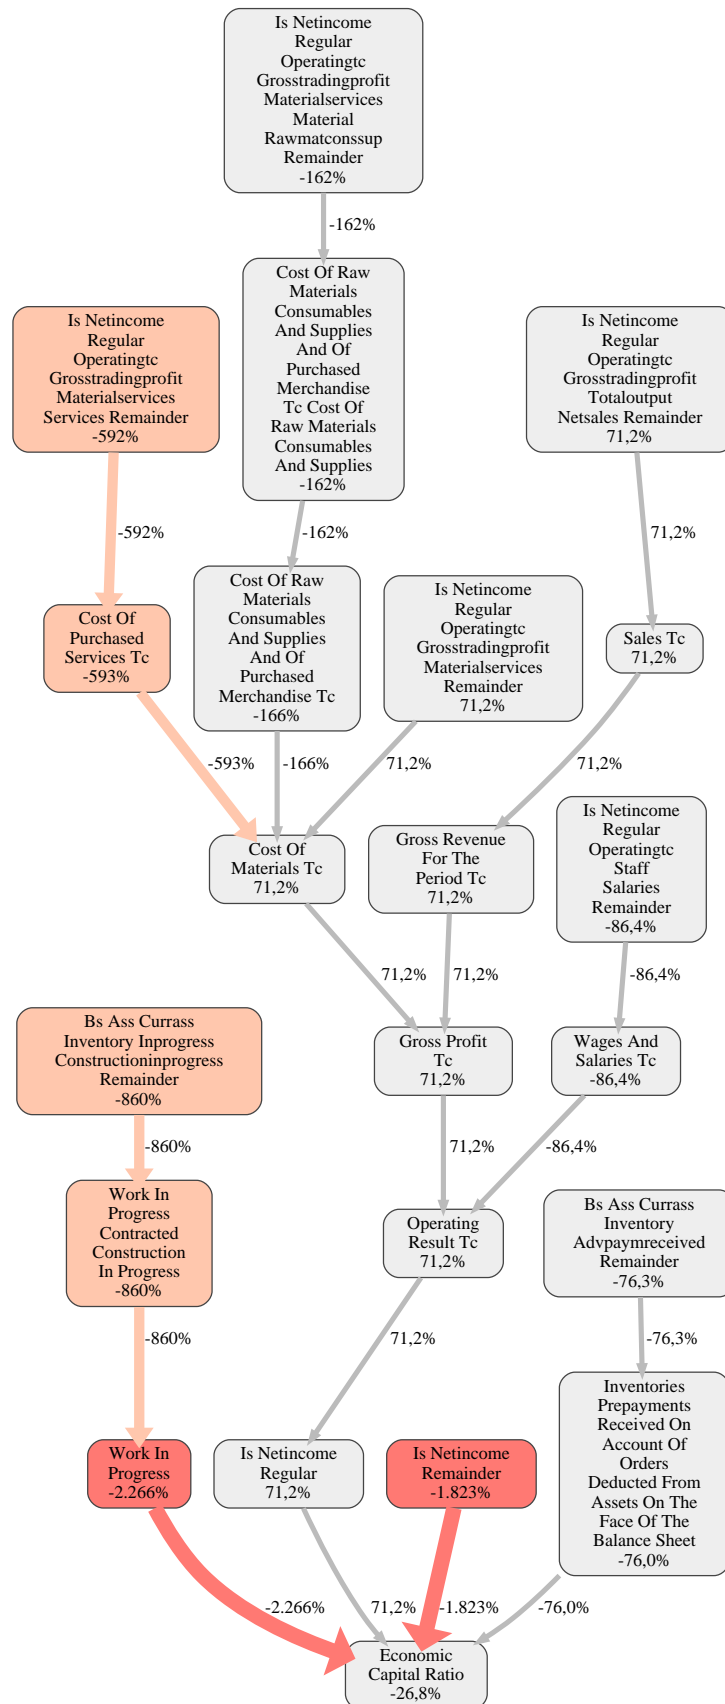 Is Netincome
Regular
Operatingtc
Grosstradingprofit
Materialservices
Material
Rawmatconssup
Remainder
-162%
-162%
Cost Of Raw
Materials
Consumables
And Supplies
And Of
Purchased
Merchandise
Tc Cost Of
Raw Materials
Consumables
And Supplies
-162%
Is Netincome
Regular
Operatingtc
Grosstradingprofit
Materialservices
Services Remainder
-592%
Is Netincome
Regular
Operatingtc
Grosstradingprofit
Totaloutput
Netsales Remainder
71,2%
-592%
-162%
71,2%
Cost Of
Purchased
Services Tc
-593%
Cost Of Raw
Materials
Consumables
And Supplies
And Of
Purchased
Merchandise Tc
-166%
Is Netincome
Regular
Operatingtc
Grosstradingprofit
Materialservices
Remainder
71,2%
Sales Tc
71,2%
-593%
-166%
71,2%
71,2%
Cost Of
Materials Tc
71,2%
Gross Revenue
For The
Period Tc
71,2%
Is Netincome
Regular
Operatingtc
Staff
Salaries
Remainder
-86,4%
71,2%
71,2%
-86,4%
Bs Ass Currass
Inventory Inprogress
Constructioninprogress
Remainder
-860%
Gross Profit
Tc
71,2%
Wages And
Salaries Tc
-86,4%
-860%
71,2%
-86,4%
Work In
Progress
Contracted
Construction
In Progress
-860%
Operating
Result Tc
71,2%
Bs Ass Currass
Inventory
Advpaymreceived
Remainder
-76,3%
-860%
71,2%
-76,3%
Work In
Progress
-2.266%
Is Netincome
Regular
71,2%
Is Netincome
Remainder
-1.823%
Inventories
Prepayments
Received On
Account Of
Orders
Deducted From
Assets On The
Face Of The
Balance Sheet
-76,0%
-2.266%
71,2%
-1.823%
-76,0%
Economic
Capital Ratio
-26,8%